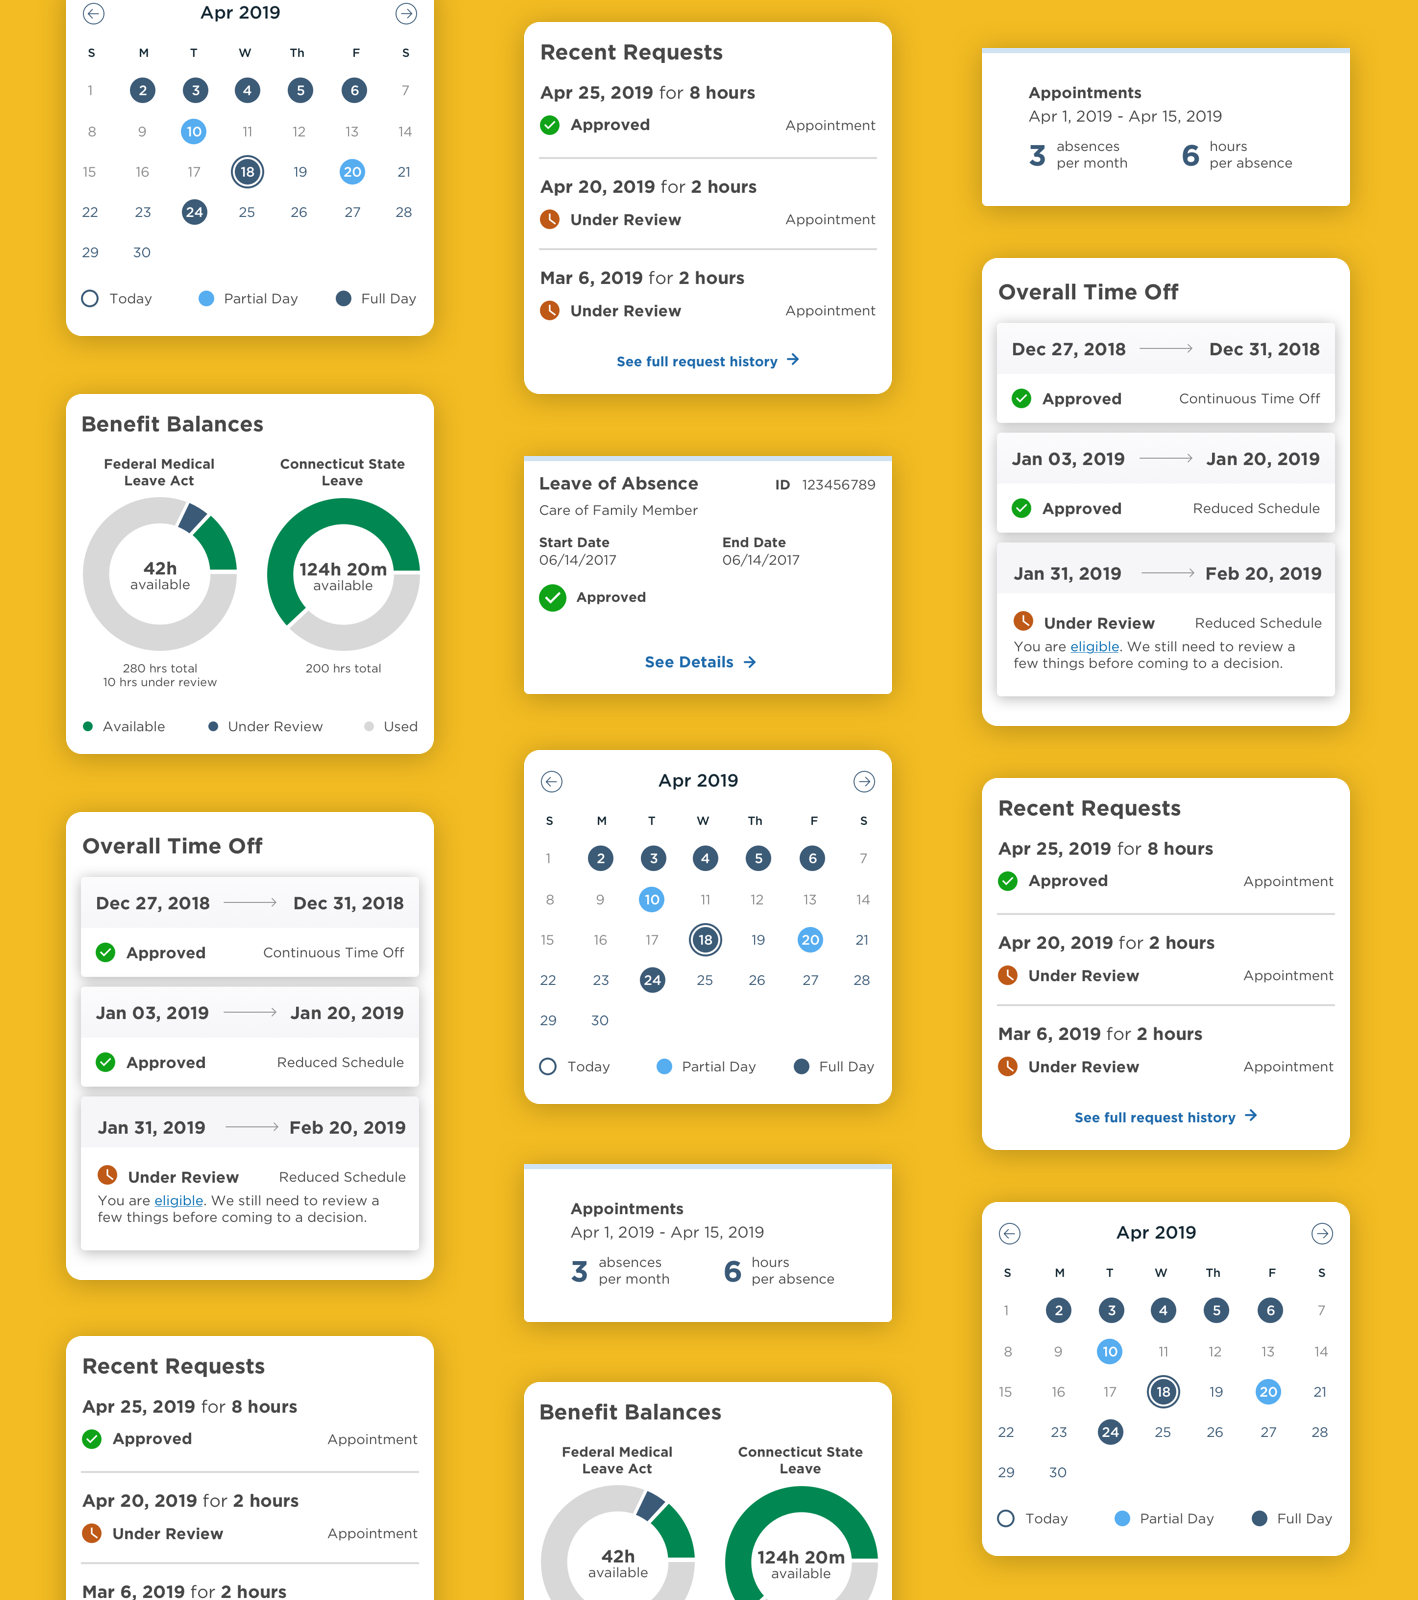 Apr 2019
S M T W Th F S
1 2 3 4 5 6 7
8 9 10 11 12 13 14
15 16 17 18 19 20 21
22 23 24 25 26 27 28
29 30
Today Partial Day Full Day
Benefit Balances
Federal Medical
Leave Act
42h
available
280 hrs total
10 hrs under review
Connecticut State
Leave
124h 20m
available
200 hrs total
Available Under Review Used
Overall Time Off
Dec 27, 2018 Dec 31, 2018
Approved Continuous Time Off
Jan 03, 2019 Jan 20, 2019
Approved Reduced Schedule
Jan 31, 2019 Feb 20, 2019
Under Review Reduced Schedule
You are eligible. We still need to review a
few things before coming to a decision.
Recent Requests
Apr 25, 2019 for 8 hours
Approved Appointment
Apr 20, 2019 for 2 hours
Under Review Appointment
Mar 6, 2019 for 2 hours
Recent Requests
Apr 25, 2019 for 8 hours
Approved Appointment
Apr 20, 2019 for 2 hours
Under Review Appointment
Mar 6, 2019 for 2 hours
Under Review Appointment
See full request history
Leave of Absence ID 123456789
Care of Family Member
Start Date End Date
06/14/2017 06/14/2017
Approved
See Details
Apr 2019
S M T W Th F S
1 2 3 4 5 6 7
8 9 10 11 12 13 14
15 16 17 18 19 20 21
22 23 24 25 26 27 28
29 30
Today Partial Day Full Day
Appointments
Apr 1, 2019 - Apr 15, 2019
3 absences
per month
6 hours
per absence
Benefit Balances
Federal Medical
Leave Act
42h
available
Connecticut State
Leave
124h 20m
available
Appointments
Apr 1, 2019 - Apr 15, 2019
3 absences
per month
6 hours
per absence
Overall Time Off
Dec 27, 2018 Dec 31, 2018
Approved Continuous Time Off
Jan 03, 2019 Jan 20, 2019
Approved Reduced Schedule
Jan 31, 2019 Feb 20, 2019
Under Review Reduced Schedule
You are eligible. We still need to review a
few things before coming to a decision.
Recent Requests
Apr 25, 2019 for 8 hours
Approved Appointment
Apr 20, 2019 for 2 hours
Under Review Appointment
Mar 6, 2019 for 2 hours
Under Review Appointment
See full request history
Apr 2019
S M T W Th F S
1 2 3 4 5 6 7
8 9 10 11 12 13 14
15 16 17 18 19 20 21
22 23 24 25 26 27 28
29 30
Today Partial Day Full Day